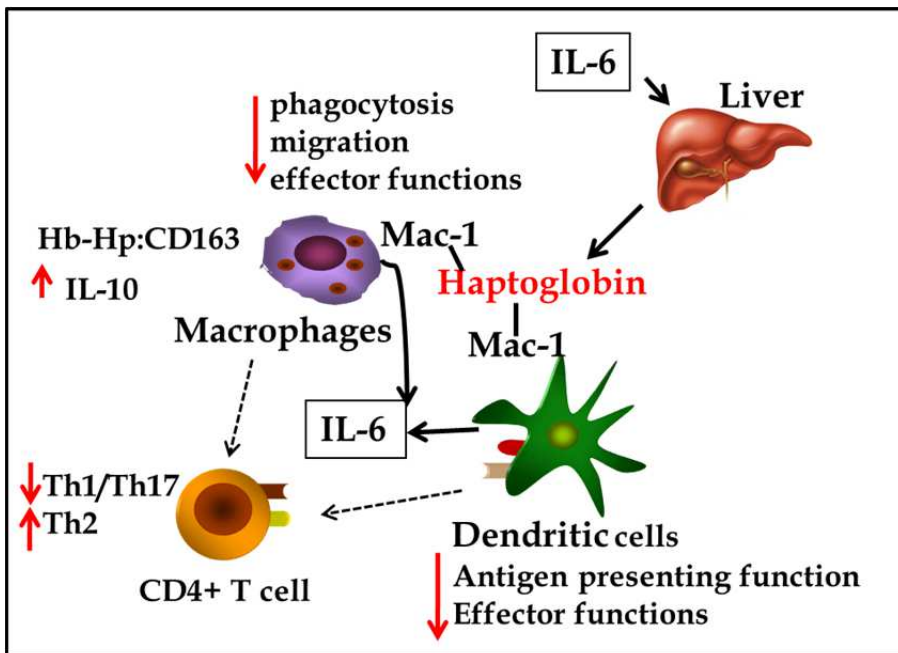 IL-6
Liver
phagocytosis
migration
effector functions
Hb-Hp:CD163
IL-10
Mac-1
Haptoglobin
Mac-1
Macrophages
IL-6
Th1/Th17
Th2
CD4+ T cell
Dendritic cells
Antigen presenting function
Effector functions